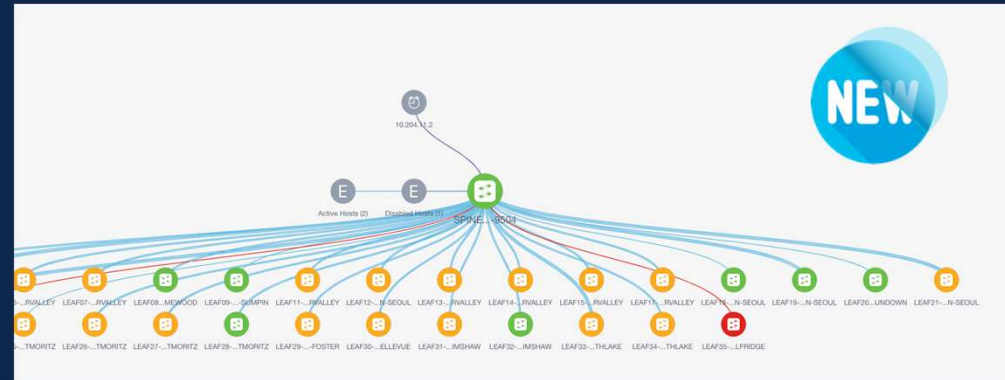 NEW
10.204.11.2
E
E
Active Hosts (2)
Disabled Hosts (1)
SPINE...-9504
...RVALLEY
LEAF07-...RVALLEY
LEAF08...MEWOOD
LEAF09-...-SUMPIN
LEAF11-...RVALLEY
LEAF12-...N-SEOUL
LEAF13-...RVALLEY
LEAF14-...RVALLEY
LEAF15-...RVALLEY
LEAF17-...RVALLEY
LEAF18-...N-SEOUL
LEAF19-...N-SEOUL
LEAF20...UNDOWN
LEAF21-...N-SEOUL
...TMORITZ
LEAF26-...TMORITZ
LEAF27-...TMORITZ
LEAF28-...TMORITZ
LEAF29-...-FOSTER
LEAF30-...ELLEVUE
LEAF31-...IMSHAW
LEAF32-...IMSHAW
LEAF33-...THLAKE
LEAF34-...THLAKE
LEAF35-...LFRIDGE